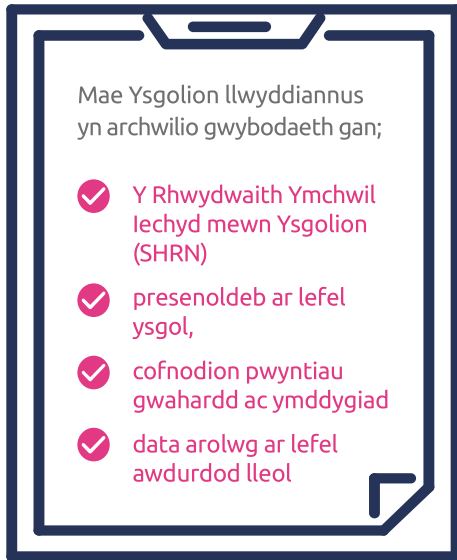 Mae Ysgolion llwyddiannus
yn archwilio gwybodaeth gan;
Y Rhwydwaith Ymchwil
Iechyd mewn Ysgolion
(SHRN)
presenoldeb ar lefel
ysgol,
cofnodion pwyntiau
gwahardd ac ymddygiad
data arolwg ar lefel
awdurdod lleol